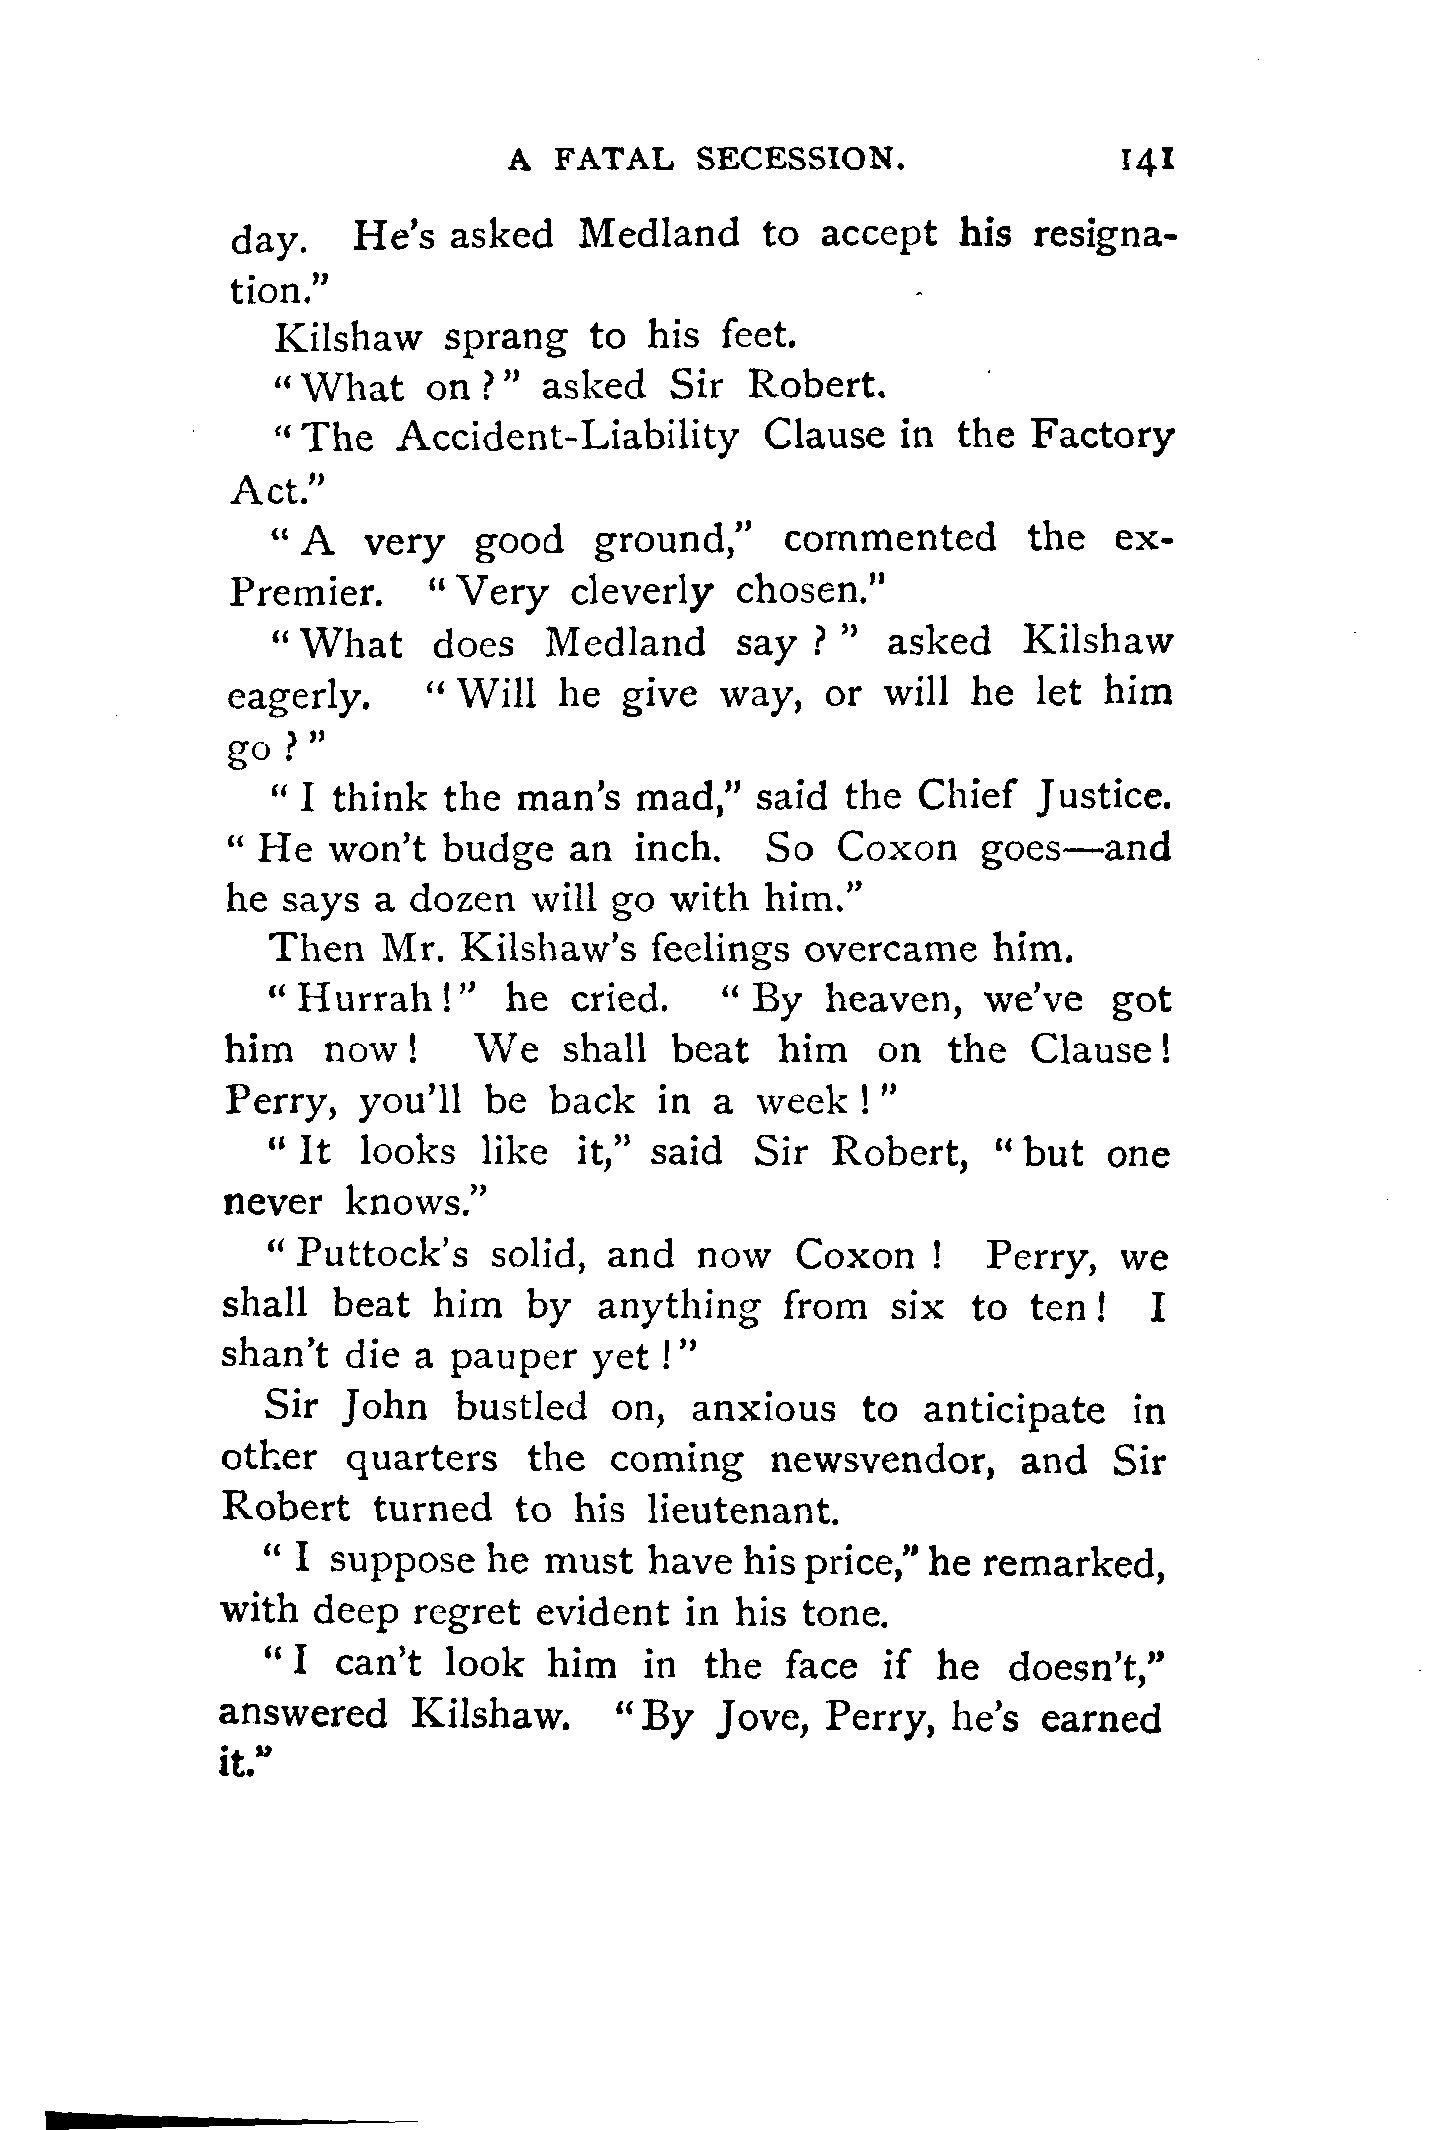 A FATAL SECESSION. 141
day. He's asked Medland to accept his resigna-
tion."
Kilshaw sprang to his feet.
"What on?" asked Sir Robert.
"The Accident-Liability Clause in the Factory
Act."
"A very good ground," commented the ex-
Premier. "Very cleverly chosen."
"What does Medland say?" asked Kilshaw
eagerly. "Will he give way, or will he let him
go?"
"I think the man's mad," said the Chief Justice.
"He won't budge an inch. So Coxon goes—and
he says a dozen will go with him."
Then Mr. Kilshaw's feelings overcame him.
"Hurrah!" he cried. "By heaven, we've got
him now! We shall beat him on the Clause!
Perry, you'll be back in a week!"
"It looks like it," said Sir Robert, "but one
never knows."
"Puttock's solid, and now Coxon! Perry, we
shall beat him by anything from six to ten! I
shan't die a pauper yet!"
Sir John bustled on, anxious to anticipate in
other quarters the coming newsvendor, and Sir
Robert turned to his lieutenant.
"I suppose he must have his price," he remarked,
with deep regret evident in his tone.
"I can't look him in the face if he doesn't,"
answered Kilshaw. "By Jove, Perry, he's earned
it."